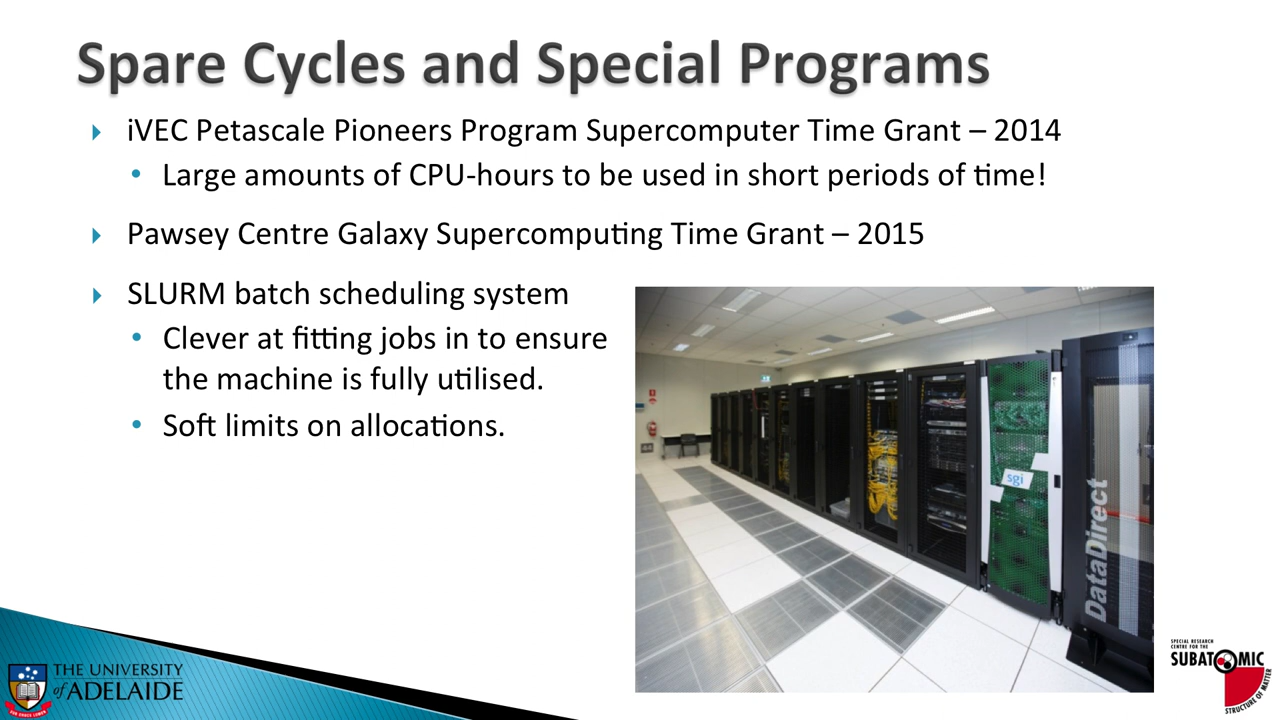 Spare Cycles and Special Programs
iVEC Petascale Pioneers Program Supercomputer Time Grant – 2014
Large amounts of CPU-hours to be used in short periods of time!
Pawsey Centre Galaxy Supercomputing Time Grant – 2015
SLURM batch scheduling system
Clever at fitting jobs in to ensure
the machine is fully utilised.
Soft limits on allocations.
sgi
DataDirect
THE UNIVERSITY
of ADELAIDE
SPECIAL RESEARCH
CENTRE FOR THE
SUBATOMIC
STRUCTURE OF MATTER